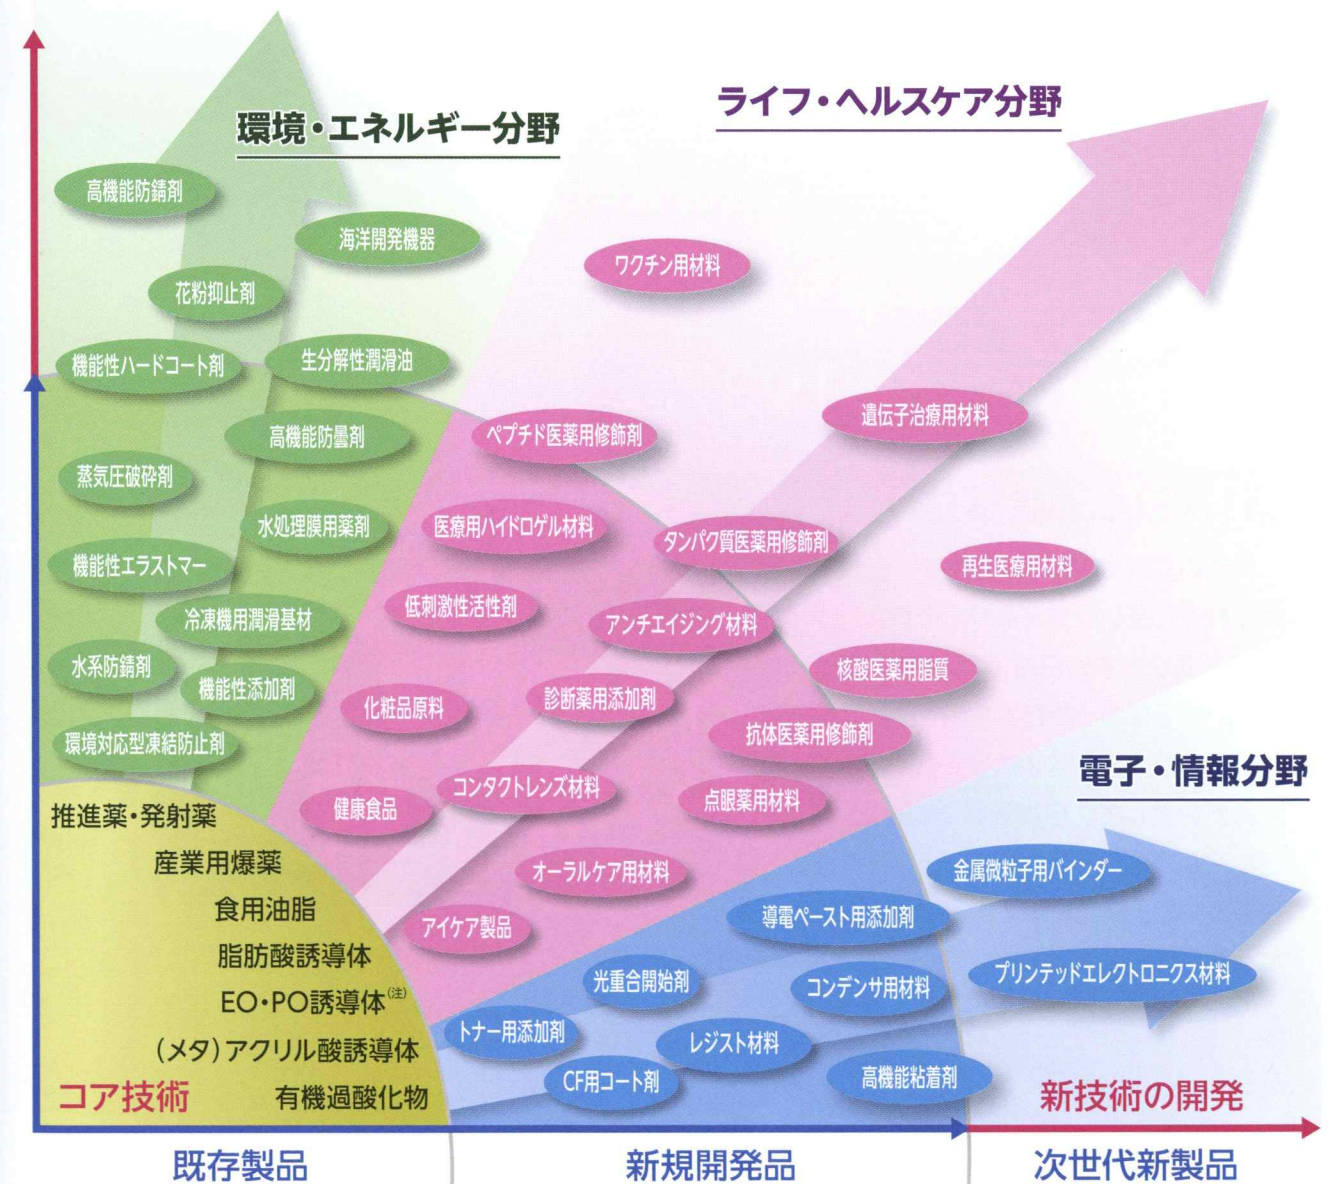 ライフ・ヘルスケア分野
環境・エネルギー分野
高機能防錆剤
海洋開発機器
ワクチン用材料
花粉抑止剤
機能性ハードコート剤
生分解性潤滑油
遺伝子治療用材料
高機能防曇剤
ペプチド医薬用修飾剤
蒸気圧破砕剤
水処理膜用薬剤
医療用ハイドロゲル材料
タンパク質医薬用修飾剤
機能性エラストマー
再生医療用材料
低刺激性活性剤
冷凍機用潤滑基材
アンチエイジング材料
水系防錆剤
核酸医薬用脂質
機能性添加剤
化粧品原料
診断薬用添加剤
環境対応型凍結防止剤
抗体医薬用修飾剤
電子・情報分野
コンタクトレンズ材料
点眼薬用材料
健康食品
推進薬・発射薬
産業用爆薬
オーラルケア用材料
金属微粒子用バインダー
食用油脂
導電ペースト用添加剤
アイケア製品
脂肪酸誘導体
光重合開始剤
コンデンサ用材料
プリンテッドエレクトロニクス材料
EO・PO誘導体(注)
トナー用添加剤
レジスト材料
(メタ)アクリル酸誘導体
CF用コート剤
高機能粘着剤
コア技術
有機過酸化物
新技術の開発
既存製品
新規開発品
次世代新製品